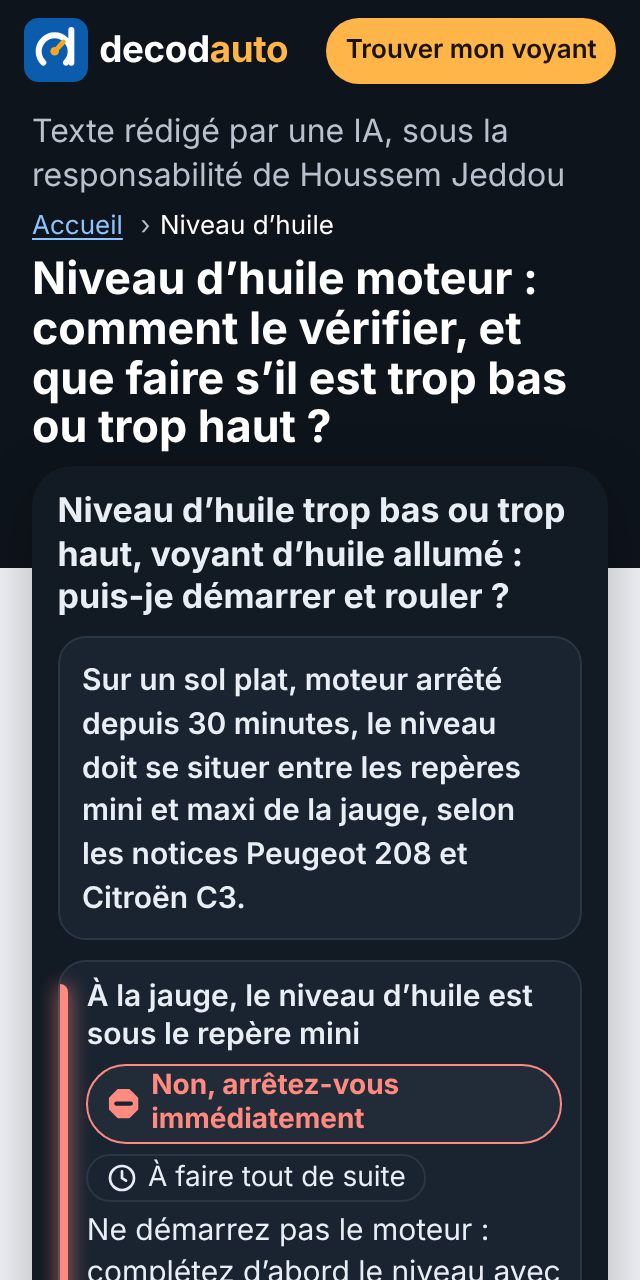 decodauto
Trouver mon voyant
Texte rédigé par une IA, sous la
responsabilité de Houssem Jeddou
Accueil › Niveau d’huile
Niveau d’huile moteur :
comment le vérifier, et
que faire s’il est trop bas
ou trop haut ?
Niveau d’huile trop bas ou trop
haut, voyant d’huile allumé :
puis-je démarrer et rouler ?
Sur un sol plat, moteur arrêté
depuis 30 minutes, le niveau
doit se situer entre les repères
mini et maxi de la jauge, selon
les notices Peugeot 208 et
Citroën C3.
À la jauge, le niveau d’huile est
sous le repère mini
Non, arrêtez-vous
immédiatement
À faire tout de suite
Ne démarrez pas le moteur :
complétez d’abord le niveau avec